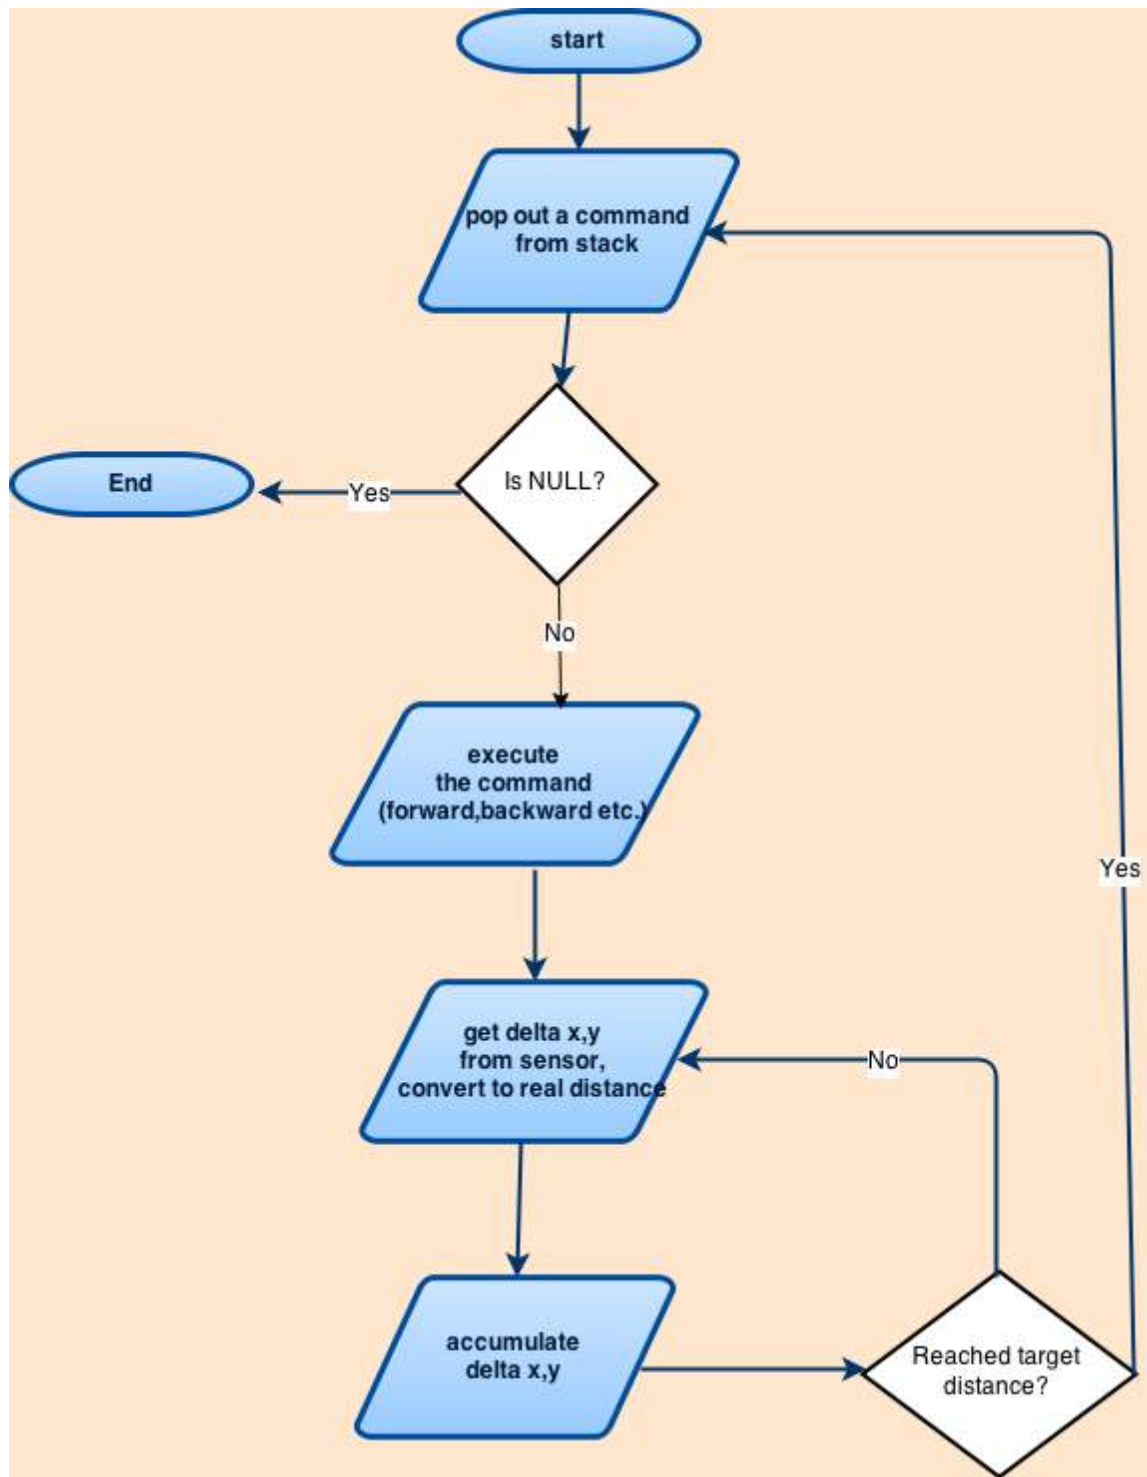 start
pop out a command
from stack
Is NULL?
Yes
End
No
execute
the command
(forward,backward etc.)
Yes
get delta x,y
from sensor,
convert to real distance
No
accumulate
delta x,y
Reached target
distance?